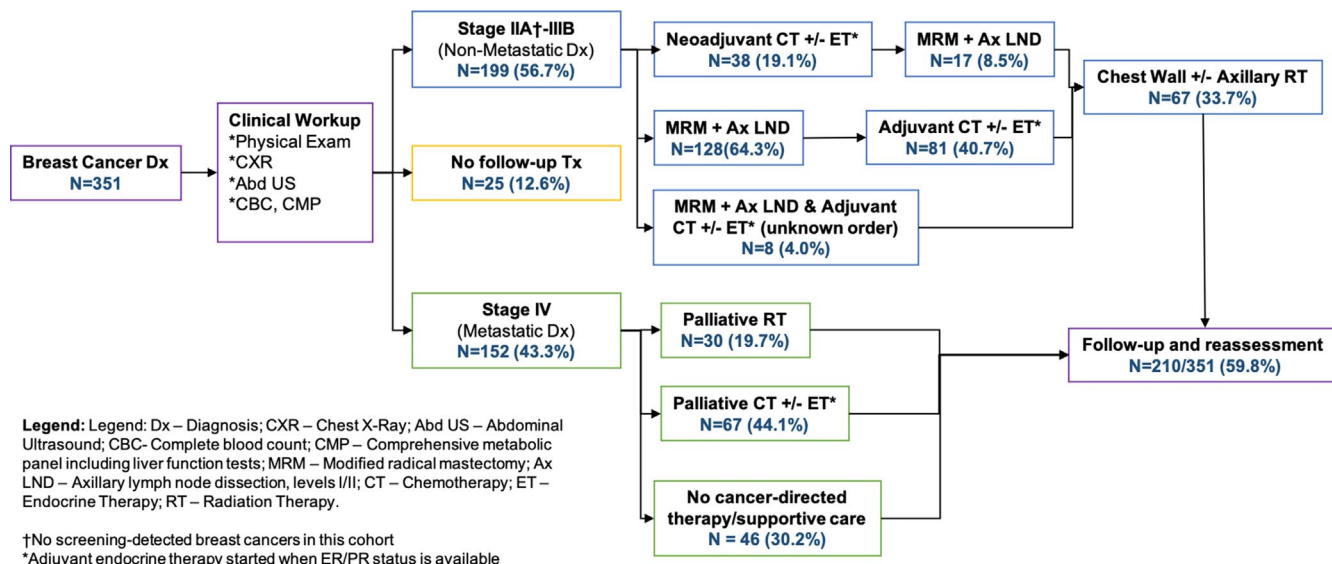 Breast Cancer Dx
N=351
Clinical Workup
*Physical Exam
*CXR
*Abd US
*CBC, CMP
Stage IIA†-IIIB
(Non-Metastatic Dx)
N=199 (56.7%)
No follow-up Tx
N=25 (12.6%)
Stage IV
(Metastatic Dx)
N=152 (43.3%)
Neoadjuvant CT +/- ET*
N=38 (19.1%)
MRM + Ax LND
N=17 (8.5%)
MRM + Ax LND
N=128(64.3%)
Adjuvant CT +/- ET*
N=81 (40.7%)
MRM + Ax LND & Adjuvant
CT +/- ET* (unknown order)
N=8 (4.0%)
Chest Wall +/- Axillary RT
N=67 (33.7%)
Palliative RT
N=30 (19.7%)
Palliative CT +/- ET*
N=67 (44.1%)
No cancer-directed
therapy/supportive care
N = 46 (30.2%)
Follow-up and reassessment
N=210/351 (59.8%)
Legend: Legend: Dx – Diagnosis; CXR – Chest X-Ray; Abd US – Abdominal
Ultrasound; CBC- Complete blood count; CMP – Comprehensive metabolic
panel including liver function tests; MRM – Modified radical mastectomy; Ax
LND – Axillary lymph node dissection, levels I/II; CT – Chemotherapy; ET –
Endocrine Therapy; RT – Radiation Therapy.
†No screening-detected breast cancers in this cohort
*Adjuvant endocrine therapy started when ER/PR status is available